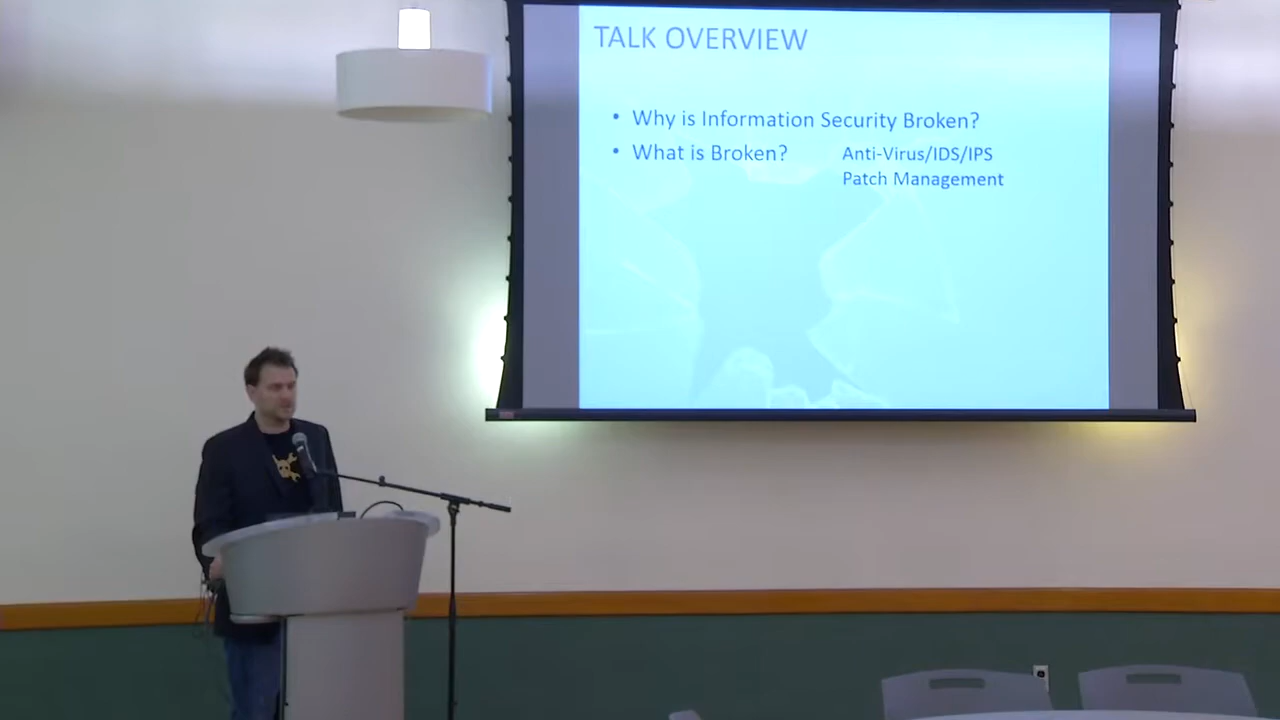 TALK OVERVIEW
• Why is Information Security Broken?
• What is Broken? Anti-Virus/IDS/IPS
Patch Management